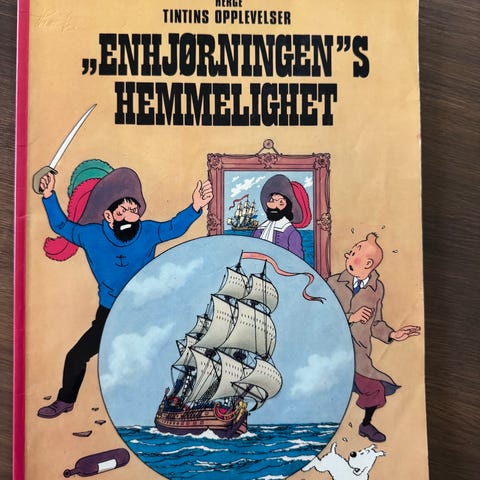 HERGÉ
TINTINS OPPLEVELSER
„ENHJØRNINGEN”S
HEMMELIGHET